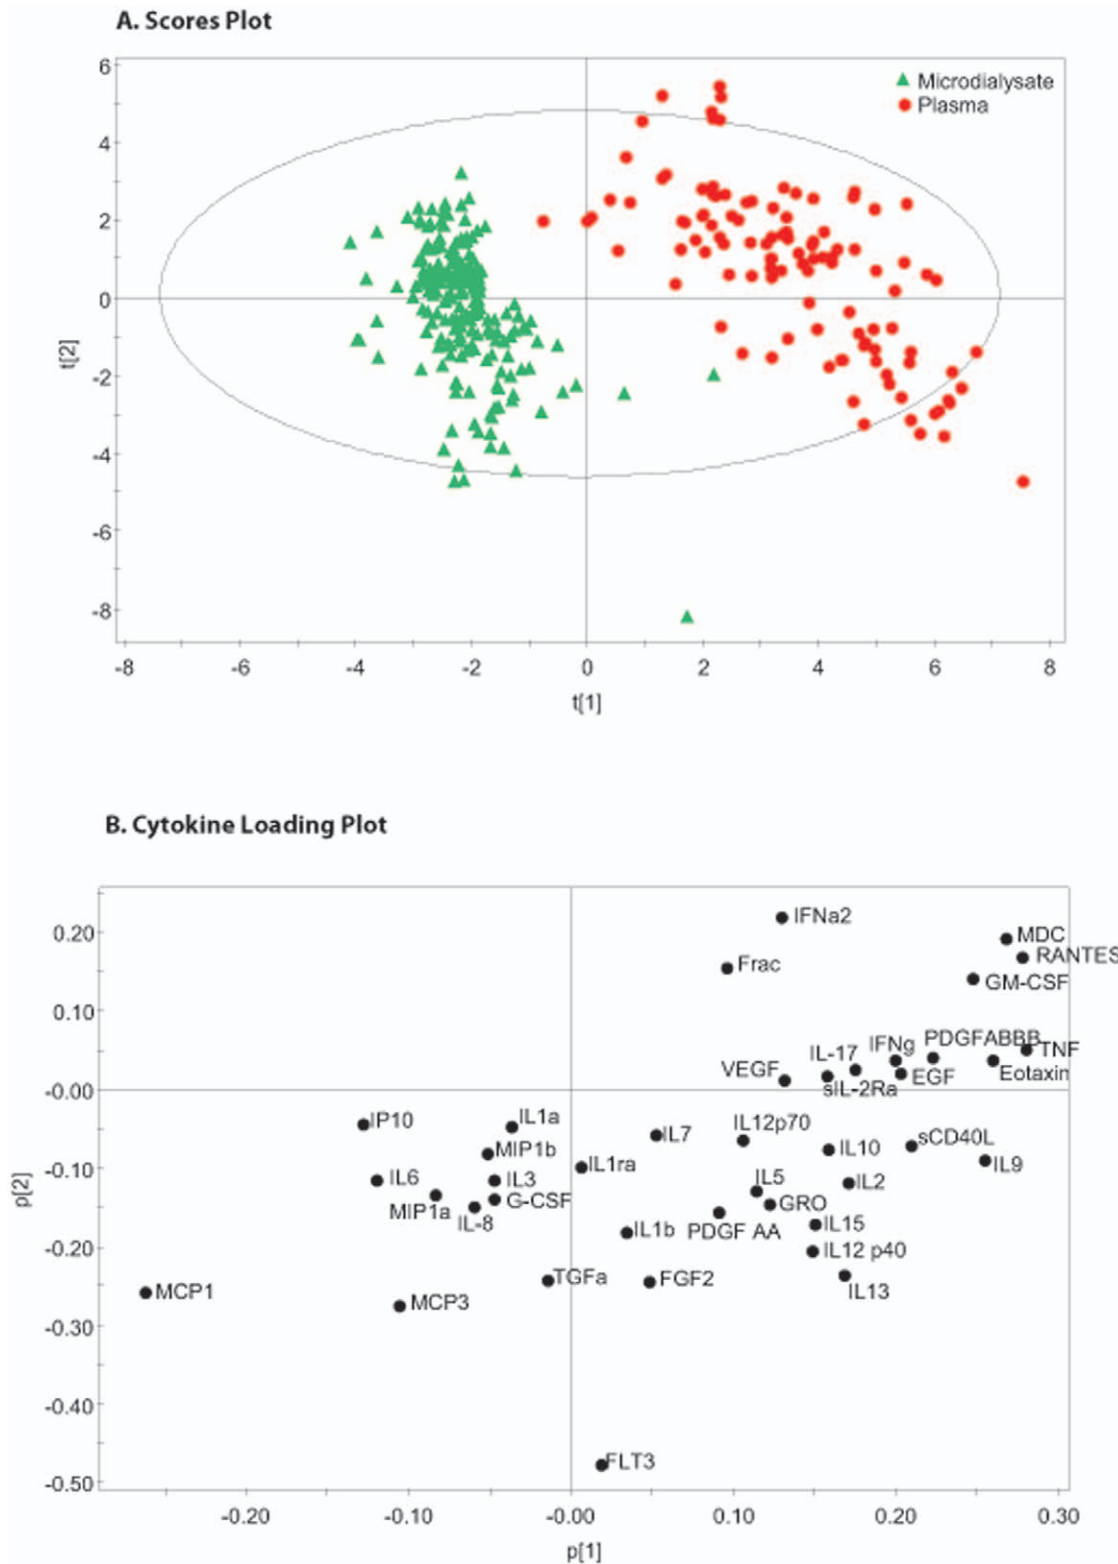 A. Scores Plot
Microdialysate
Plasma
6
4
2
0
-2
-4
-6
-8
t[2]
-8
-6
-4
-2
0
2
4
6
8
t[1]
B. Cytokine Loading Plot
IFNa2
MDC
RANTES
Frac
GM-CSF
PDGFABBB
IFNg
TNF
IL-17
VEGF
Eotaxin
EGF
sIL-2Ra
IP10
IL1a
IL12p70
IL7
sCD40L
MIP1b
IL10
IL1ra
IL9
IL6
IL3
IL5
IL2
G-CSF
GRO
MIP1a
IL-8
IL15
IL1b
PDGF AA
IL12 p40
TGFa
FGF2
MCP1
IL13
MCP3
FLT3
0.20
0.10
-0.00
-0.10
-0.20
-0.30
-0.40
-0.50
p[2]
-0.20
-0.10
-0.00
0.10
0.20
0.30
p[1]